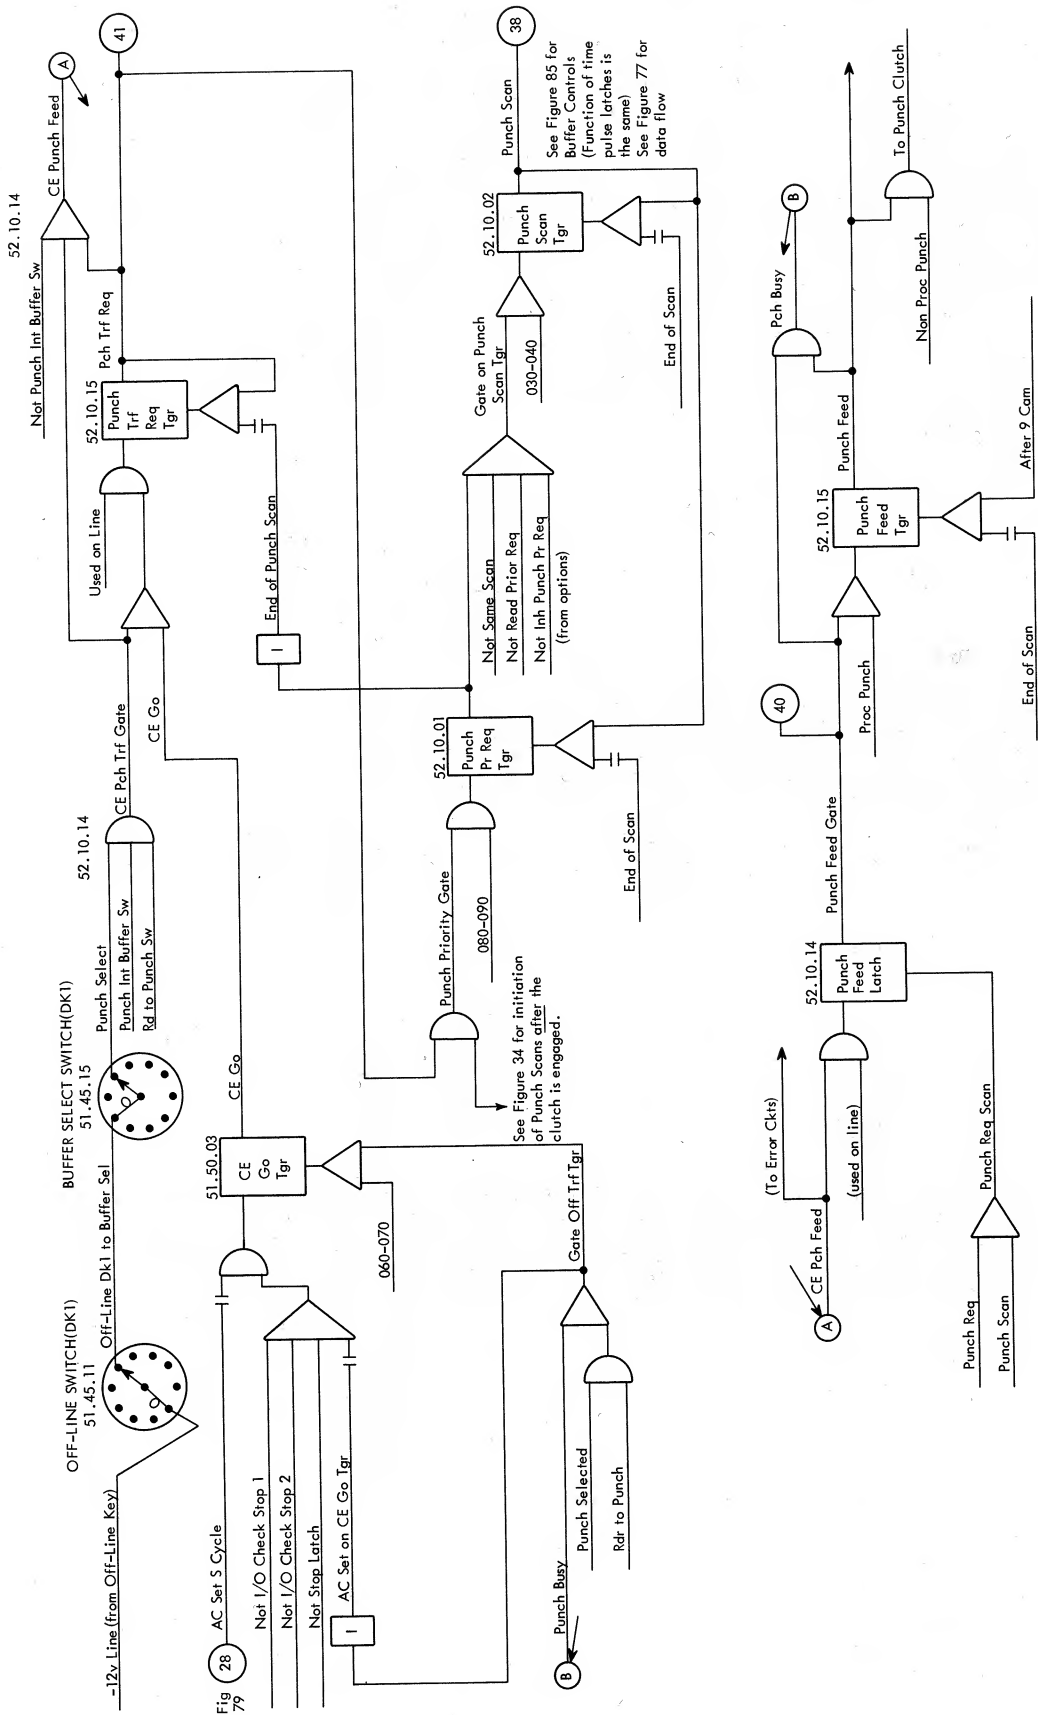 -12v Line (from Off-Line Key)
OFF-LINE SWITCH(DK1)
51.45.11
Off-Line Dk1 to Buffer Sel
BUFFER SELECT SWITCH(DK1)
51.45.15
Punch Select
Punch Int Buffer Sw
Rd to Punch Sw
52.10.14
CE Pch Trf Gate
CE Go
Used on Line
52.10.15
Punch
Trf
Req
Tgr
Pch Trf Req
Not Punch Int Buffer Sw
52.10.14
CE Punch Feed
A
41
Fig
79
28
AC Set S Cycle
Not I/O Check Stop 1
Not I/O Check Stop 2
Not Stop Latch
I
AC Set on CE Go Tgr
51.50.03
CE
Go
Tgr
CE Go
060-070
End of Punch Scan
I
B
Punch Busy
Punch Selected
Rdr to Punch
Gate Off Trf Tgr
See Figure 34 for initiation
of Punch Scans after the
clutch is engaged.
Punch Priority Gate
080-090
52.10.01
Punch
Pr Req
Tgr
End of Scan
Not Same Scan
Not Read Prior Req
Not Inh Punch Pr Req
(from options)
Gate on Punch
Scan Tgr
030-040
52.10.02
Punch
Scan
Tgr
End of Scan
Punch Scan
38
See Figure 85 for
Buffer Controls
(Function of time
pulse latches is
the same)
See Figure 77 for
data flow
A
CE Pch Feed
(To Error Ckts)
(used on line)
Punch Req
Punch Scan
Punch Req Scan
52.10.14
Punch
Feed
Latch
Punch Feed Gate
40
Proc Punch
52.10.15
Punch
Feed
Tgr
End of Scan
After 9 Cam
Punch Feed
Pch Busy
B
Non Proc Punch
To Punch Clutch